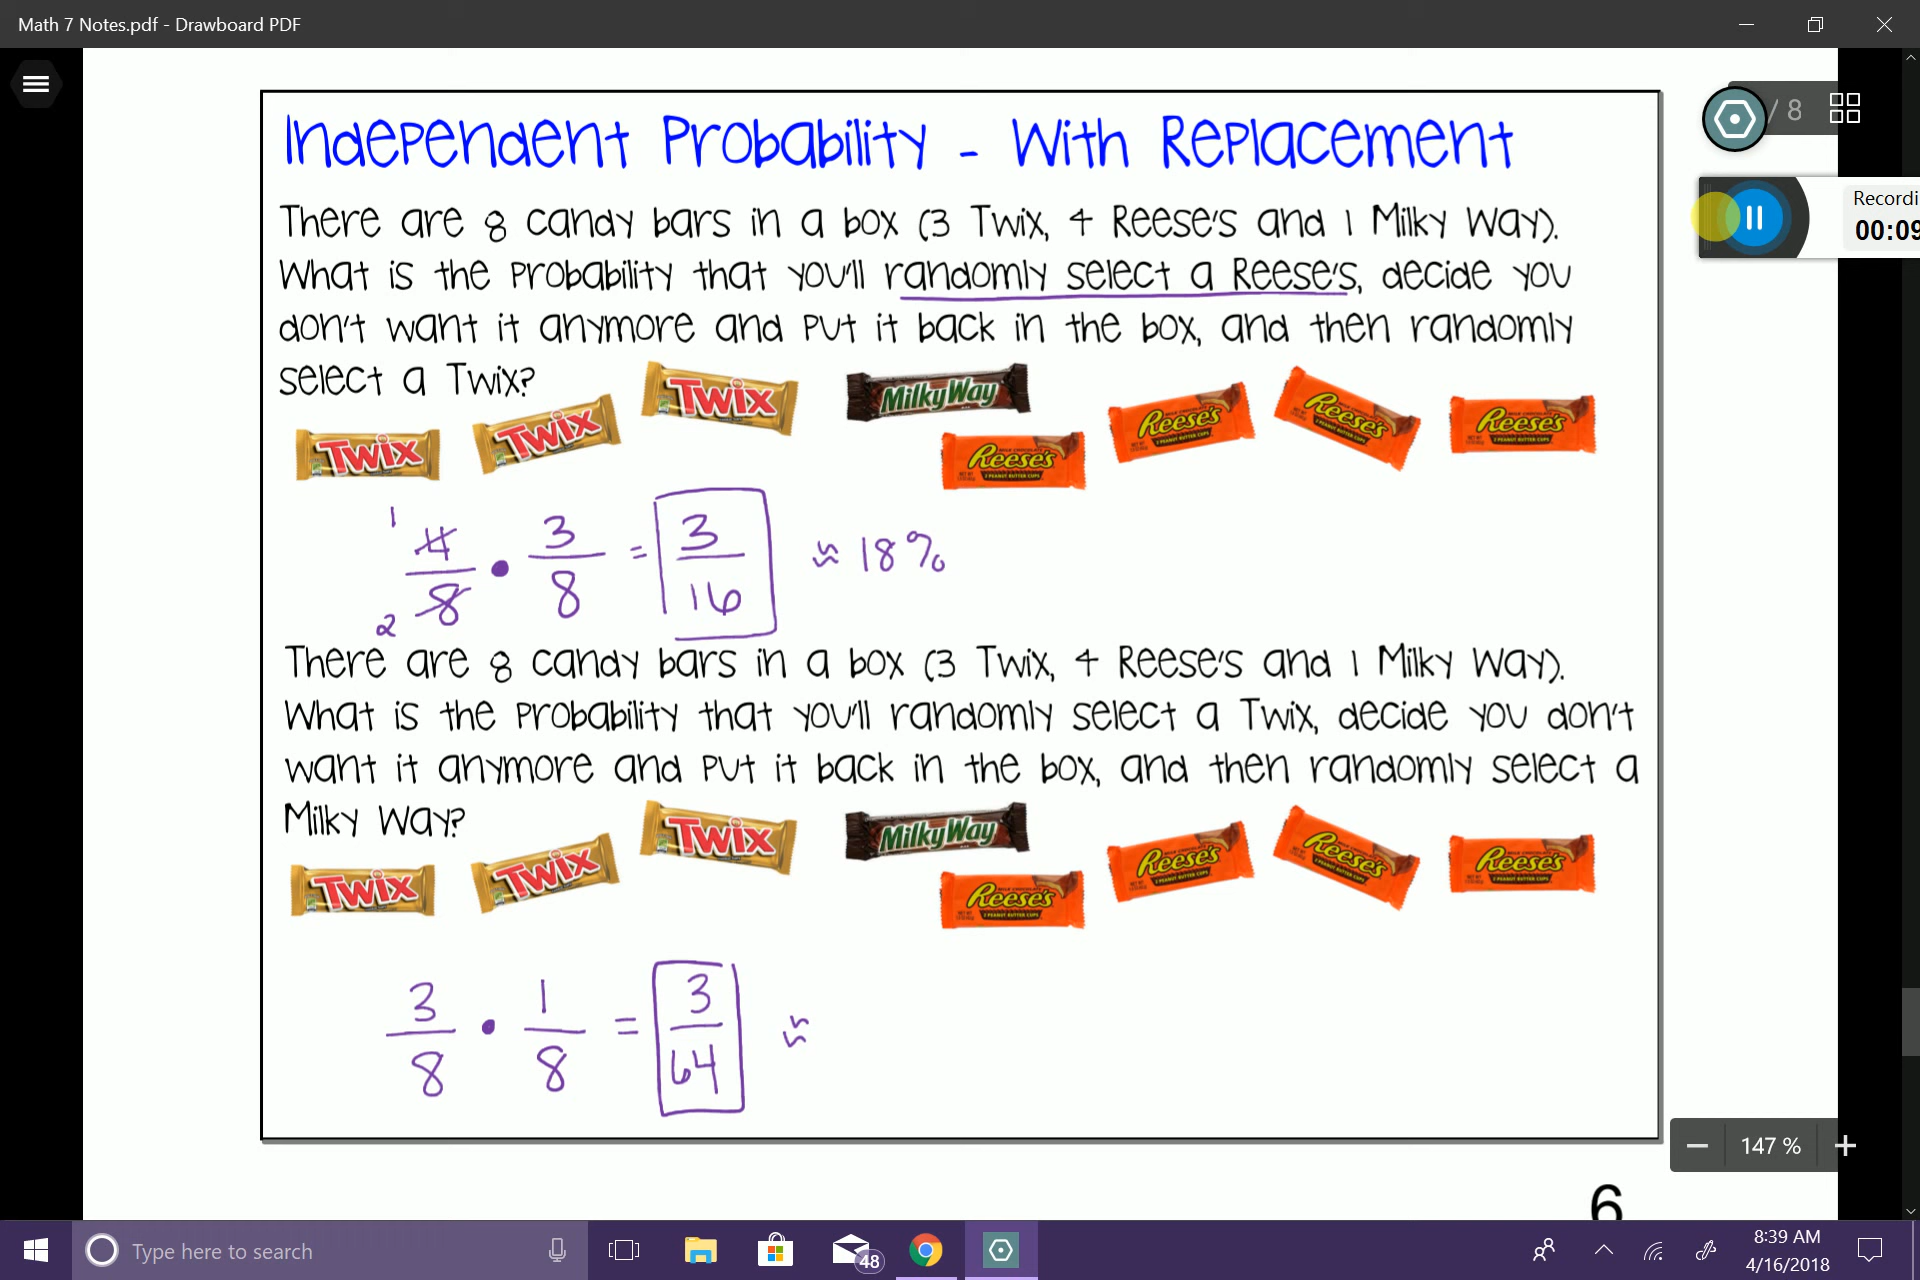 Math 7 Notes.pdf - Drawboard PDF
/ 8
Recordi
00:09
Independent Probability - With Replacement
There are 8 candy bars in a box (3 Twix, 4 Reese's and 1 Milky Way).
What is the probability that you'll randomly select a Reese's, decide you
don't want it anymore and put it back in the box, and then randomly
select a Twix?
TWIX
TWIX
TWIX
Milky Way
Reese's
Reese's
Reese's
Reese's
1
4/8 • 3/8 = 3/16 ≈ 18%
2
There are 8 candy bars in a box (3 Twix, 4 Reese's and 1 Milky Way).
What is the probability that you'll randomly select a Twix, decide you don't
want it anymore and put it back in the box, and then randomly select a
Milky Way?
TWIX
TWIX
TWIX
Milky Way
Reese's
Reese's
Reese's
Reese's
3/8 • 1/8 = 3/64 ≈
147 %
6
Type here to search
48
8:39 AM
4/16/2018